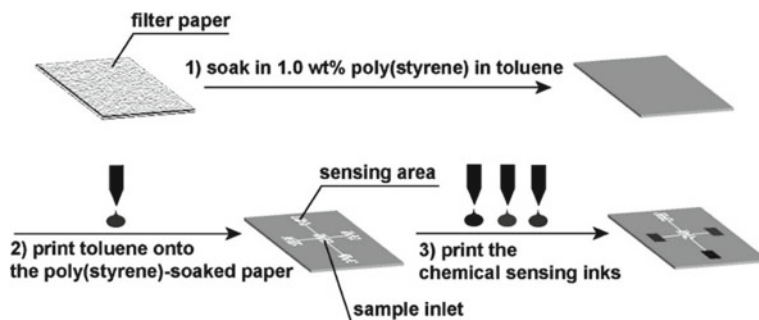 filter paper
1) soak in 1.0 wt% poly(styrene) in toluene
sensing area
2) print toluene onto
the poly(styrene)-soaked paper
3) print the
chemical sensing inks
sample inlet